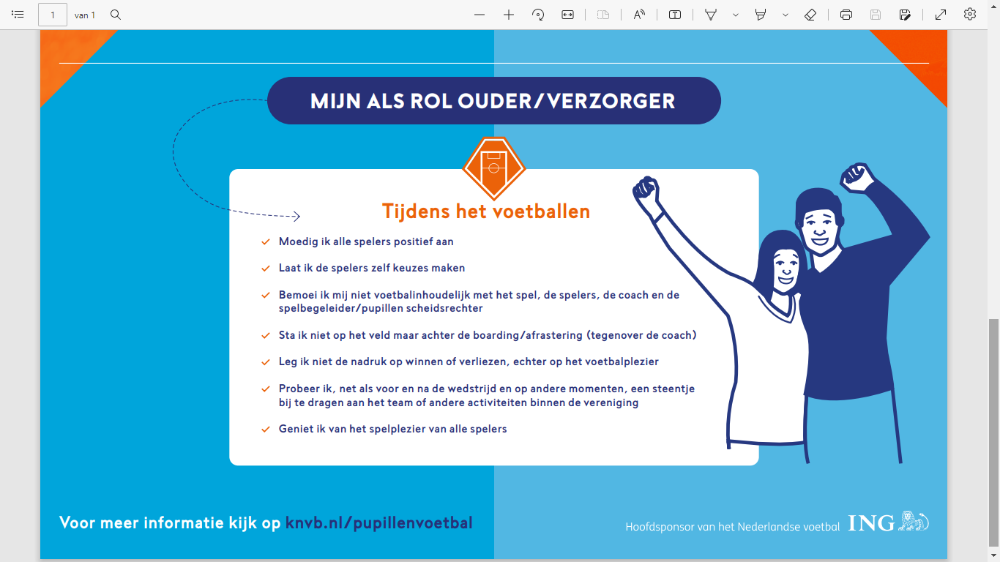 1 van 1
MIJN ALS ROL OUDER/VERZORGER
Tijdens het voetballen
Moedig ik alle spelers positief aan
Laat ik de spelers zelf keuzes maken
Bemoei ik mij niet voetbalinhoudelijk met het spel, de spelers, de coach en de
spelbegeleider/pupillen scheidsrechter
Sta ik niet op het veld maar achter de boarding/afrastering (tegenover de coach)
Leg ik niet de nadruk op winnen of verliezen, echter op het voetbalplezier
Probeer ik, net als voor en na de wedstrijd en op andere momenten, een steentje
bij te dragen aan het team of andere activiteiten binnen de vereniging
Geniet ik van het spelplezier van alle spelers
Voor meer informatie kijk op knvb.nl/pupillenvoetbal
Hoofdsponsor van het Nederlandse voetbal ING